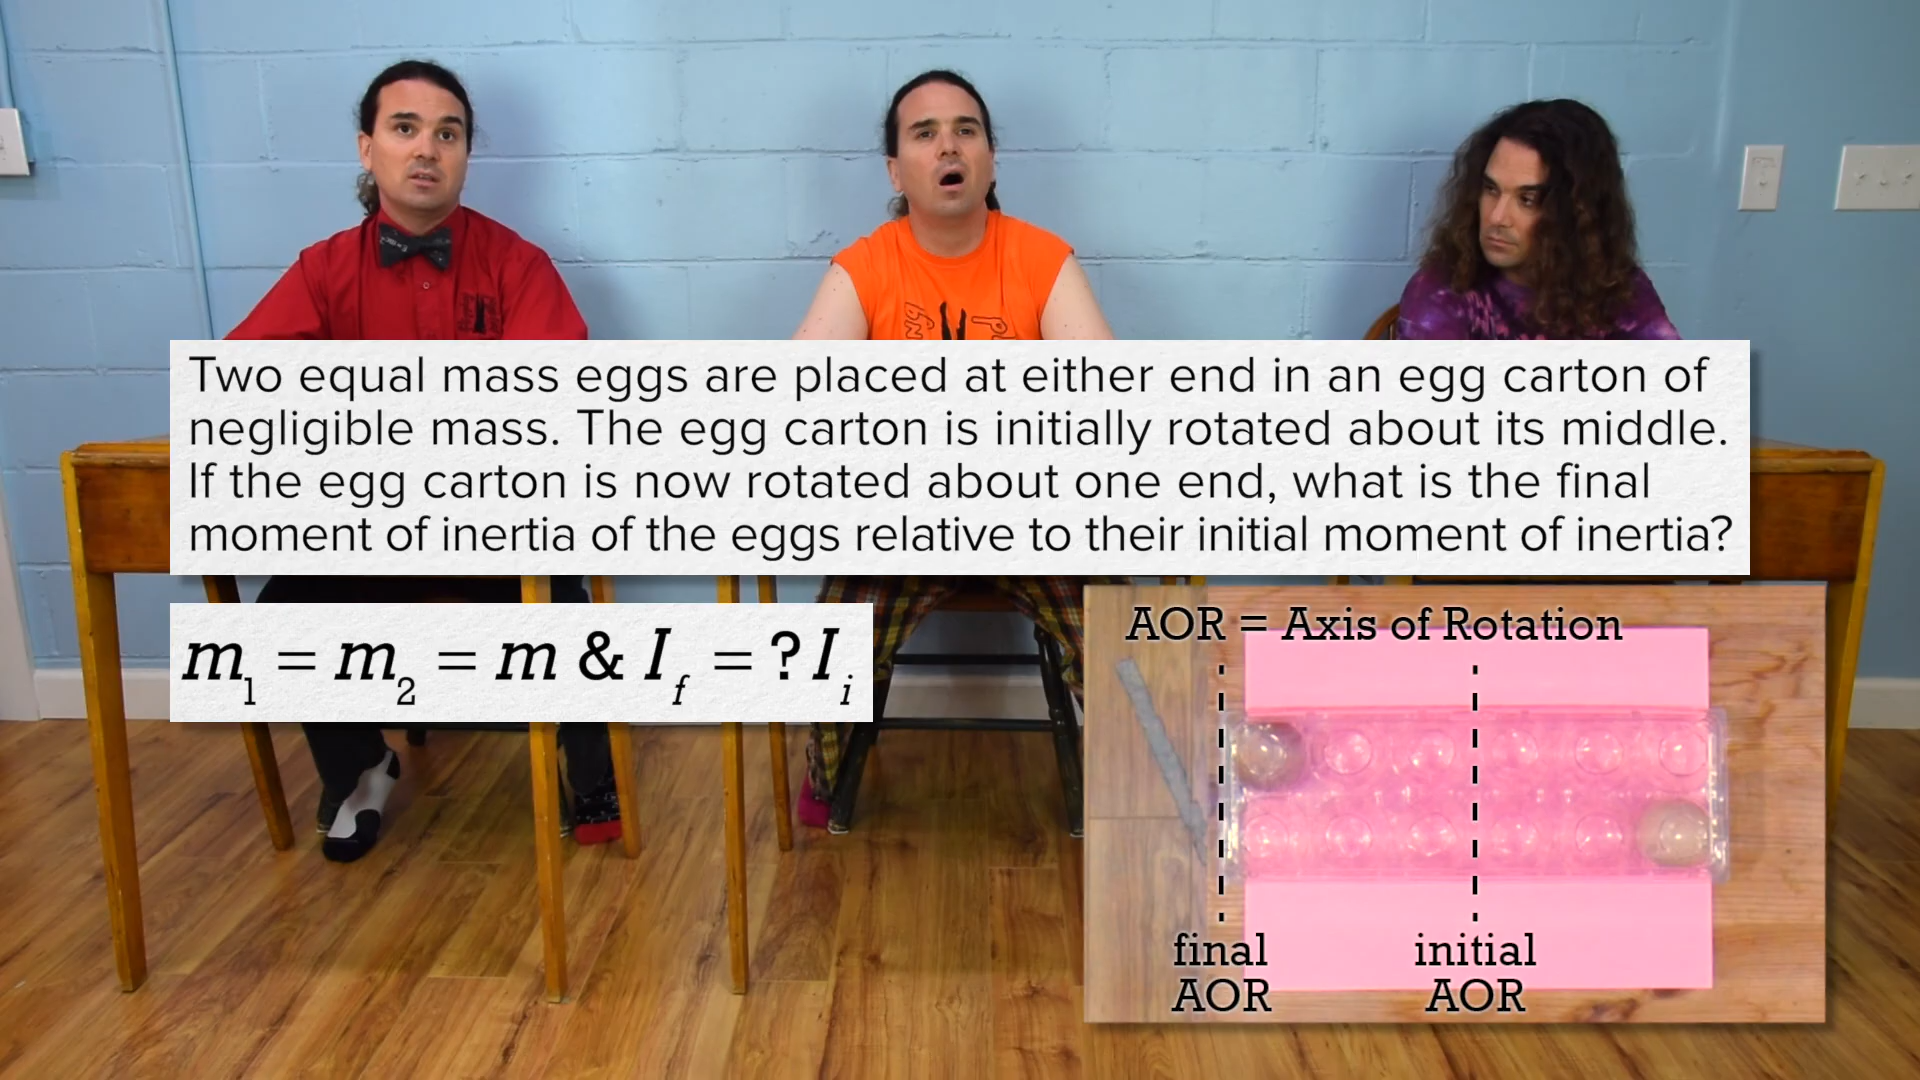 Two equal mass eggs are placed at either end in an egg carton of
negligible mass. The egg carton is initially rotated about its middle.
If the egg carton is now rotated about one end, what is the final
moment of inertia of the eggs relative to their initial moment of inertia?
m₁ = m₂ = m & I_f = ? I_i
AOR = Axis of Rotation
final
AOR
initial
AOR